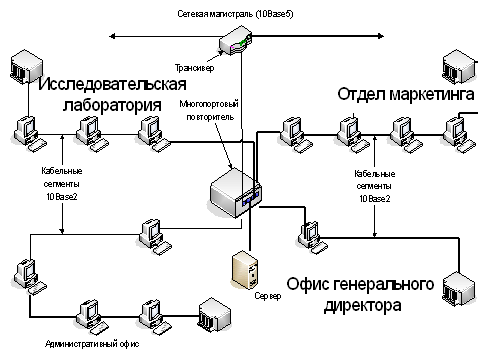 Сетевая магистраль (10Base5)
Трансивер
Исследовательская
лаборатория
Многопортовый
повторитель
Отдел маркетинга
Кабельные
сегменты
10Base2
Кабельные
сегменты
10Base2
Сервер
Офис генерального
директора
Административный офис